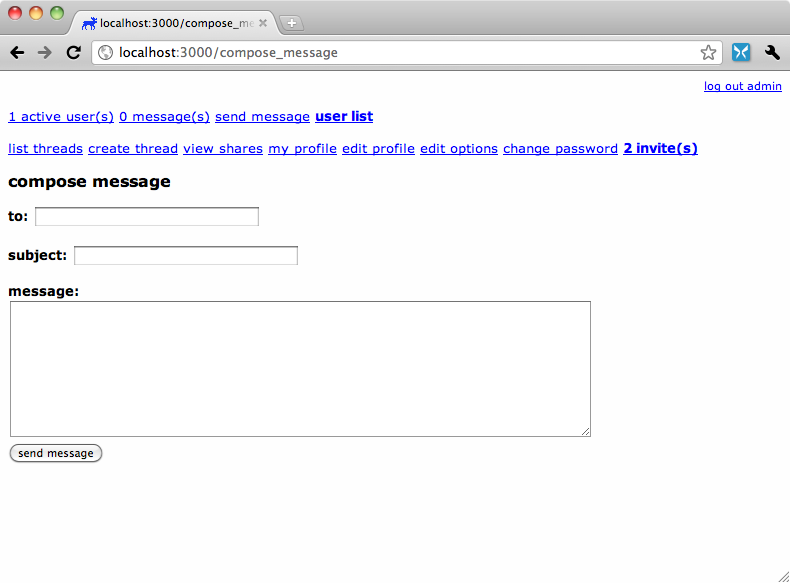 localhost:3000/compose_me
localhost:3000/compose_message
log out admin
1 active user(s) 0 message(s) send message user list
list threads create thread view shares my profile edit profile edit options change password 2 invite(s)
compose message
to:
subject:
message:
send message